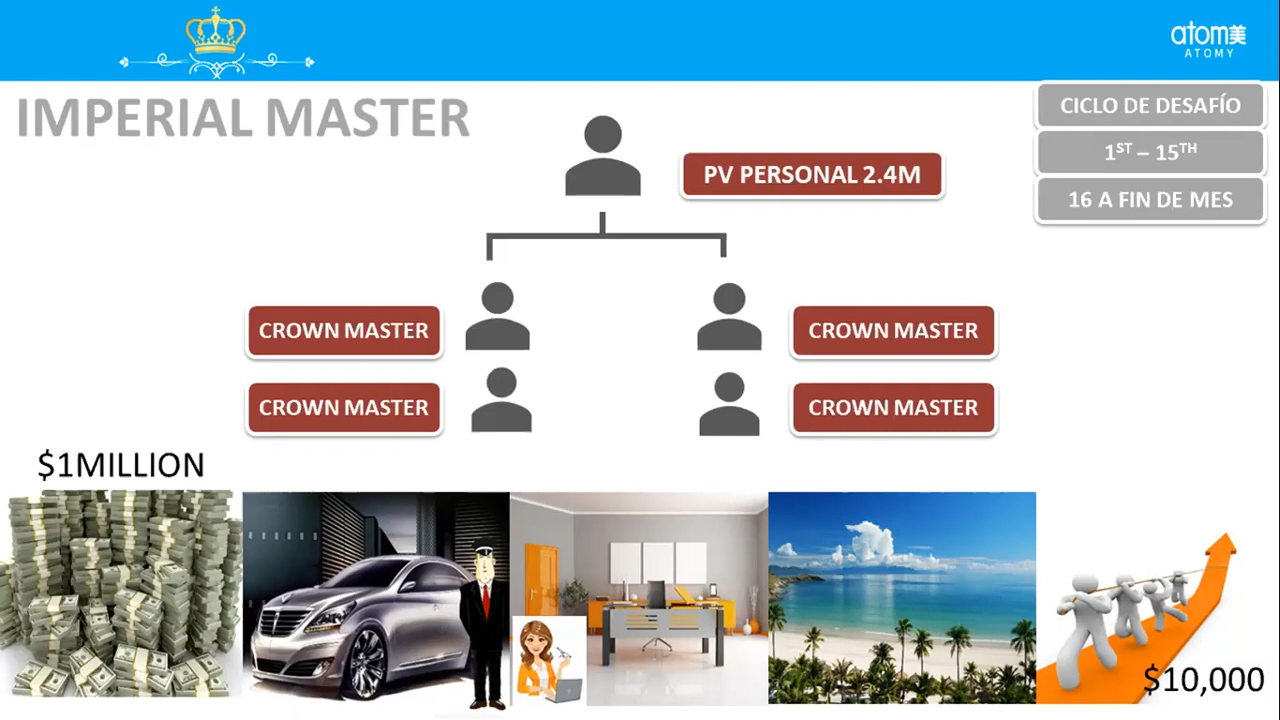 atom美
ATOMY
IMPERIAL MASTER
CICLO DE DESAFÍO
1ST – 15TH
16 A FIN DE MES
PV PERSONAL 2.4M
CROWN MASTER
CROWN MASTER
CROWN MASTER
CROWN MASTER
$1MILLION
$10,000